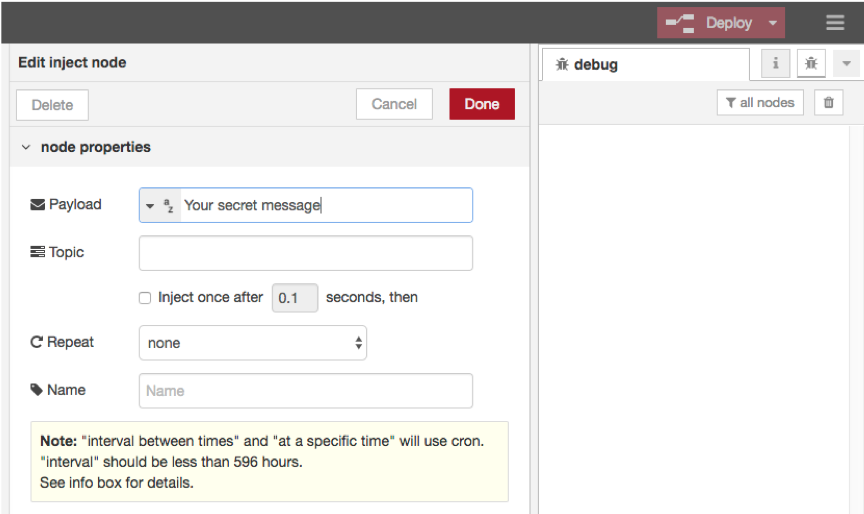 Deploy
Edit inject node
debug
i
Delete
Cancel
Done
all nodes
node properties
Payload
a z Your secret message
Topic
Inject once after 0.1 seconds, then
Repeat
none
Name
Name
Note: "interval between times" and "at a specific time" will use cron.
"interval" should be less than 596 hours.
See info box for details.